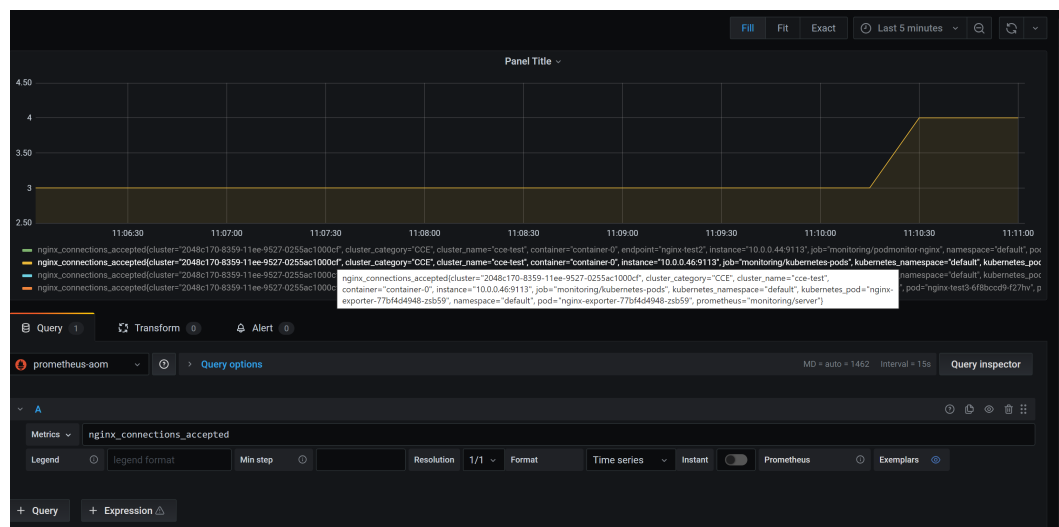 Fill Fit Exact Last 5 minutes
Panel Title
4.50
4
3.50
3
2.50
11:06:30 11:07:00 11:07:30 11:08:00 11:08:30 11:09:00 11:09:30 11:10:00 11:10:30 11:11:00
nginx_connections_accepted{cluster="2048c170-8359-11ee-9527-0255ac1000cf", cluster_category="CCE", cluster_name="cce-test", container="container-0", endpoint="nginx-test2", instance="10.0.0.44:9113", job="monitoring/podmonitor-nginx", namespace="default", poc
nginx_connections_accepted{cluster="2048c170-8359-11ee-9527-0255ac1000cf", cluster_category="CCE", cluster_name="cce-test", container="container-0", instance="10.0.0.46:9113", job="monitoring/kubernetes-pods", kubernetes_namespace="default", kubernetes_poc
nginx_connections_accepted{cluster="2048c170-8359-11ee-9527-0255ac1000c namespace="default", kubernetes_poc
nginx_connections_accepted{cluster="2048c170-8359-11ee-9527-0255ac1000c pod="nginx-test3-6f8bccd9-f27hv", p
nginx_connections_accepted{cluster="2048c170-8359-11ee-9527-0255ac1000cf", cluster_category="CCE", cluster_name="cce-test",
container="container-0", instance="10.0.0.46:9113", job="monitoring/kubernetes-pods", kubernetes_namespace="default", kubernetes_pod="nginx-
exporter-77bf4d4948-zsb59", namespace="default", pod="nginx-exporter-77bf4d4948-zsb59", prometheus="monitoring/server"}
Query 1 Transform 0 Alert 0
prometheus-aom Query options MD = auto = 1462 Interval = 15s Query inspector
A
Metrics nginx_connections_accepted
Legend legend format Min step Resolution 1/1 Format Time series Instant Prometheus Exemplars
+ Query + Expression